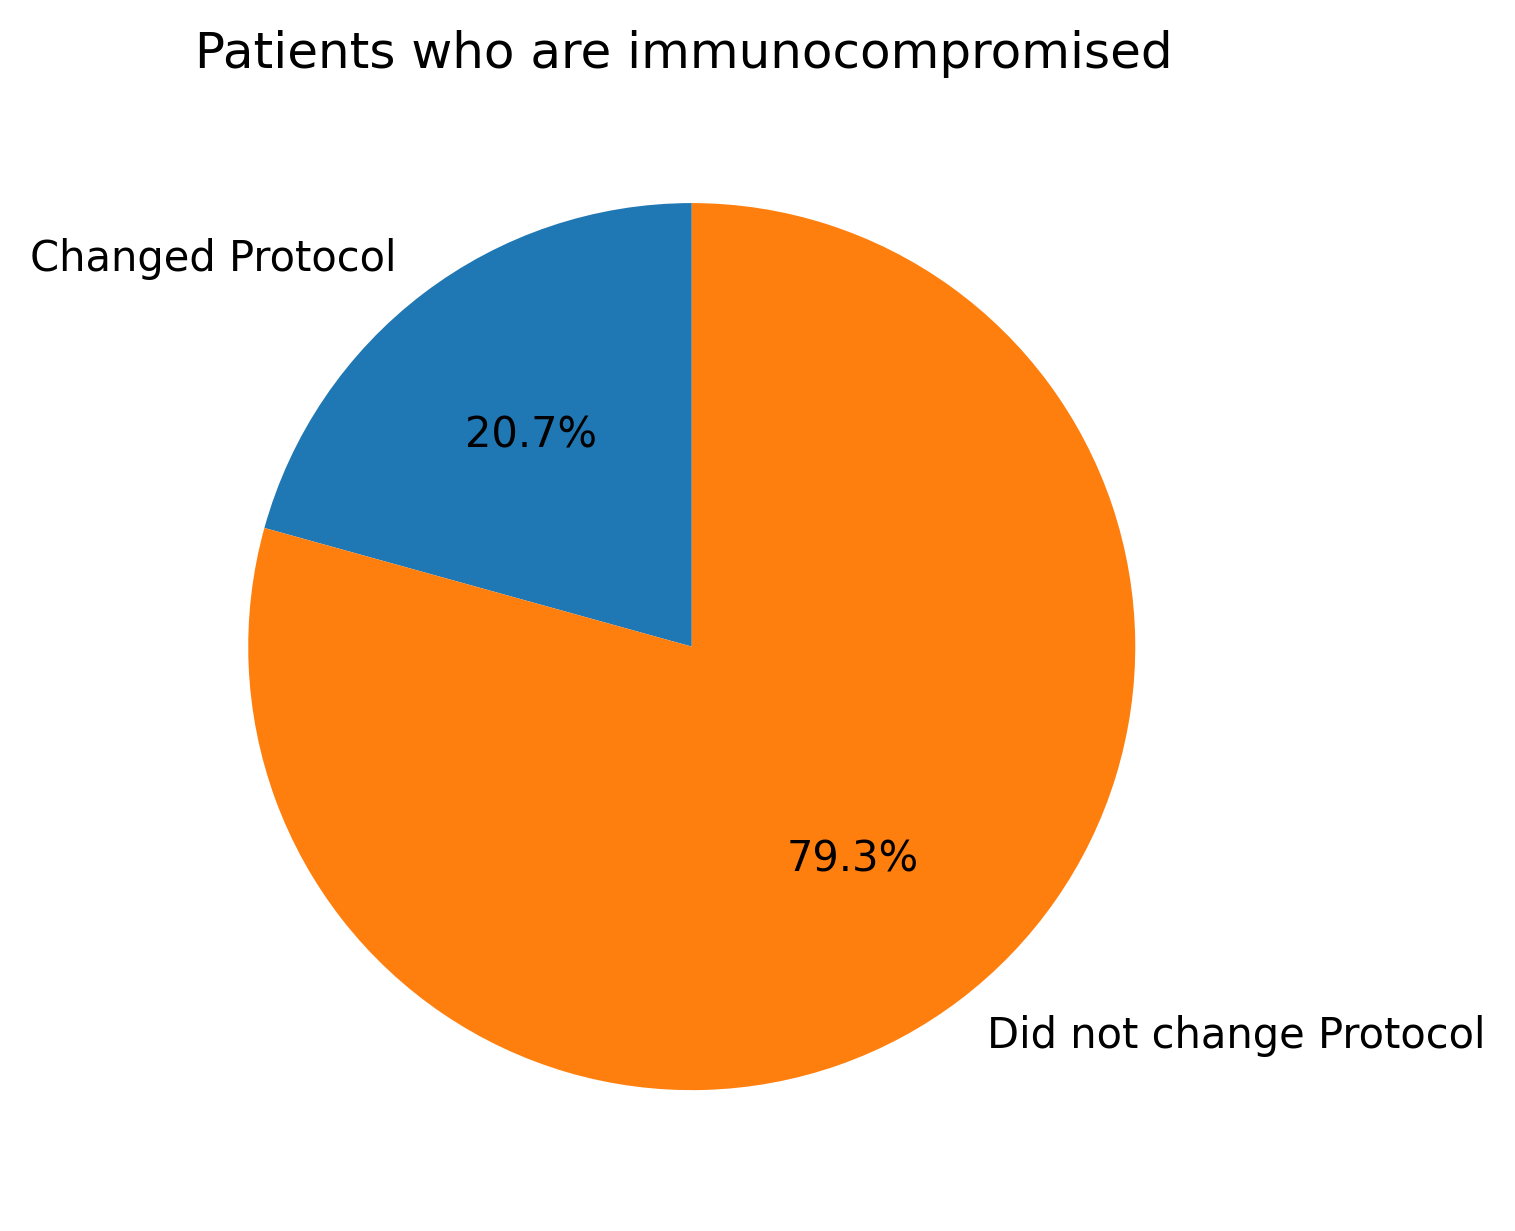 Patients who are immunocompromised
Changed Protocol
20.7%
79.3%
Did not change Protocol